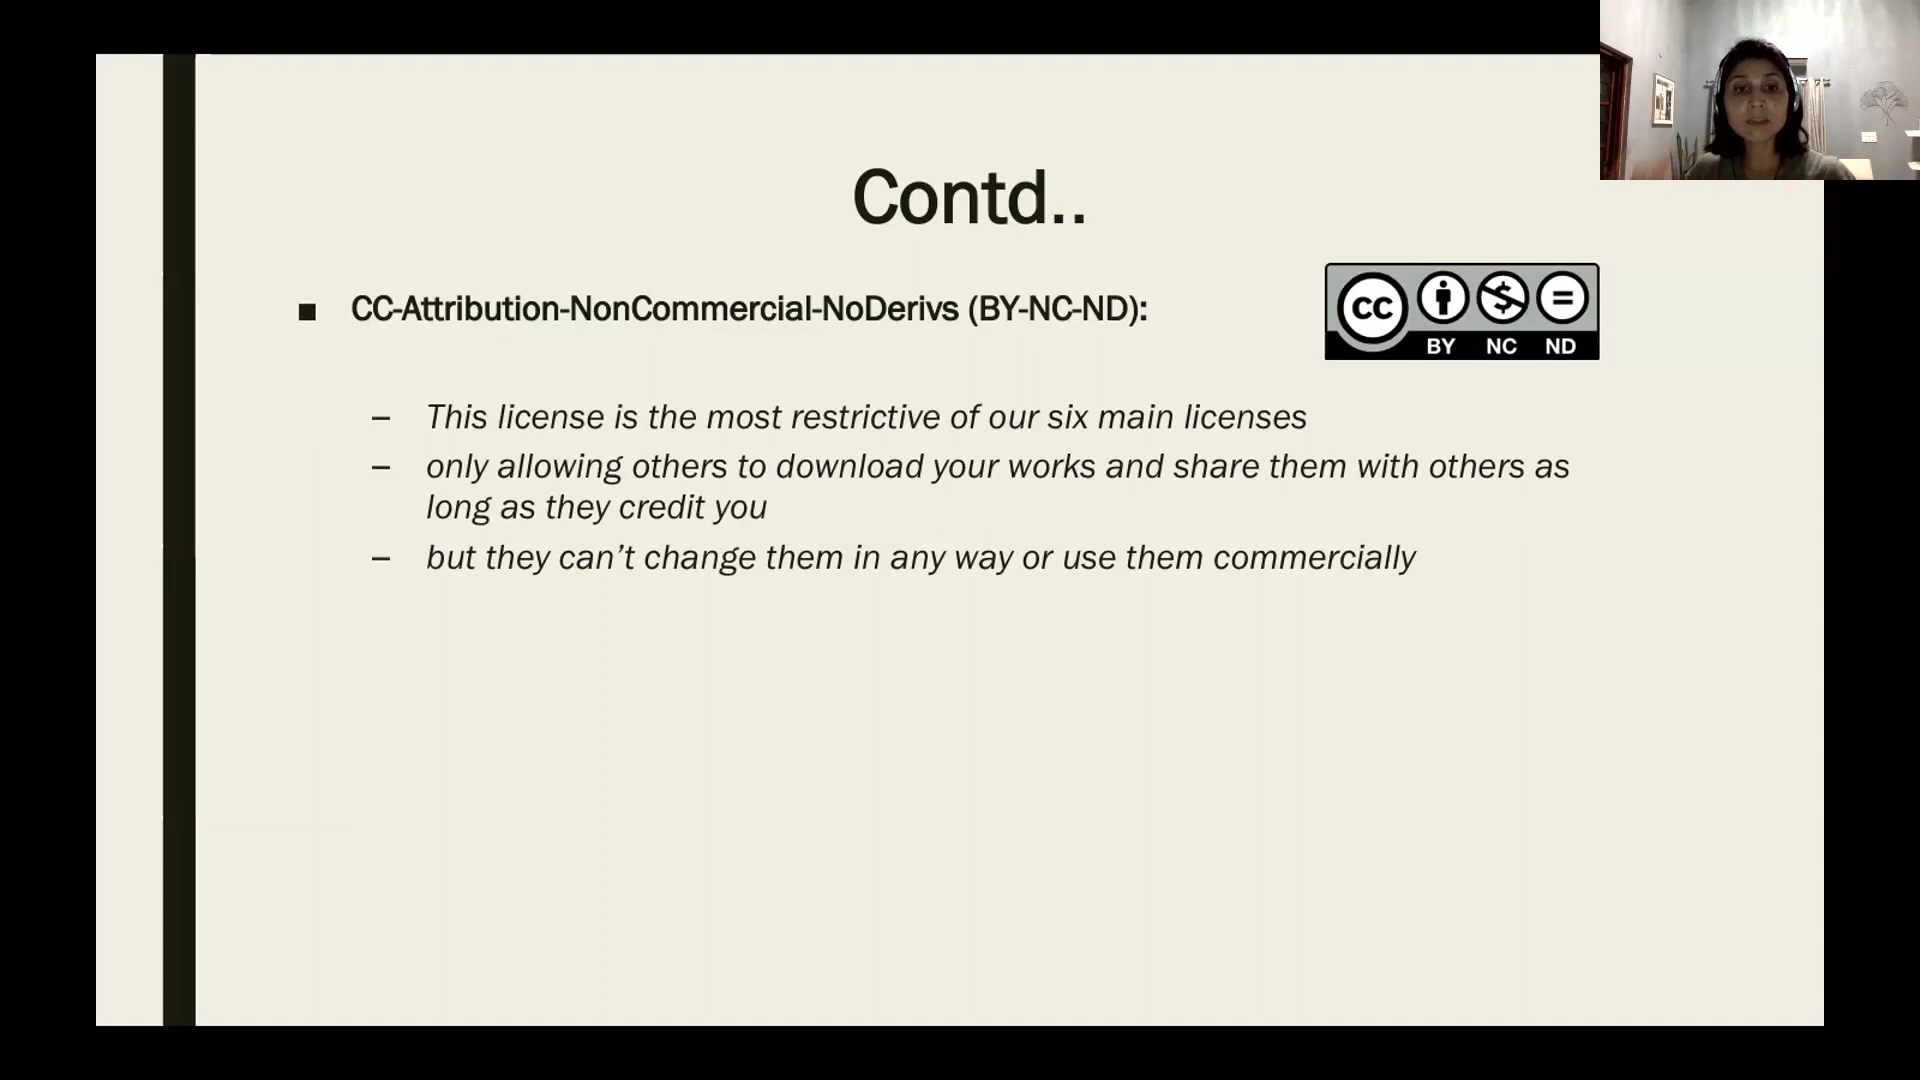 Contd..
■ CC-Attribution-NonCommercial-NoDerivs (BY-NC-ND):
cc
BY NC ND
– This license is the most restrictive of our six main licenses
– only allowing others to download your works and share them with others as
long as they credit you
– but they can’t change them in any way or use them commercially